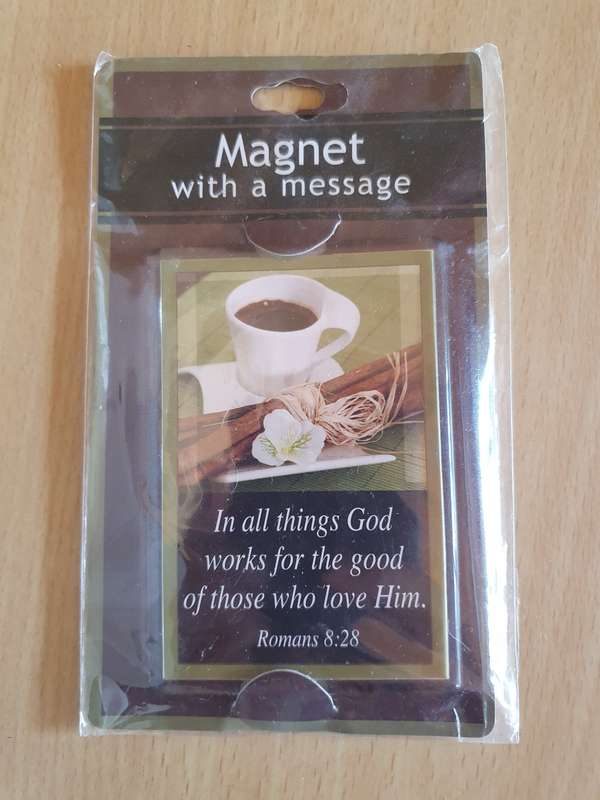 Magnet
with a message
In all things God
works for the good
of those who love Him.
Romans 8:28